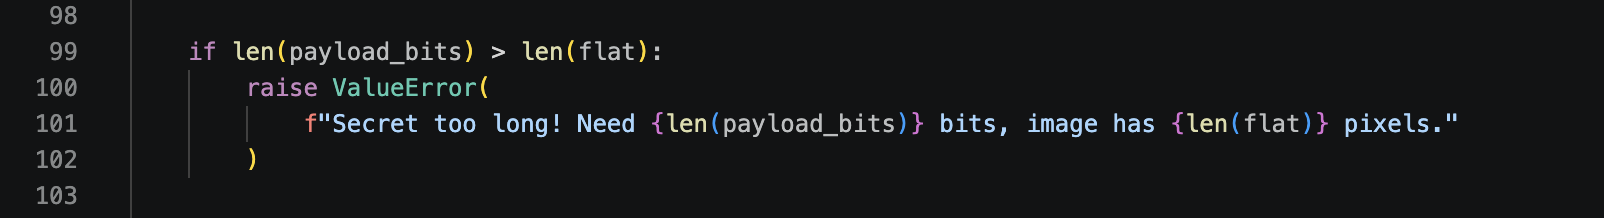 98
99 if len(payload_bits) > len(flat):
100 raise ValueError(
101 f"Secret too long! Need {len(payload_bits)} bits, image has {len(flat)} pixels."
102 )
103